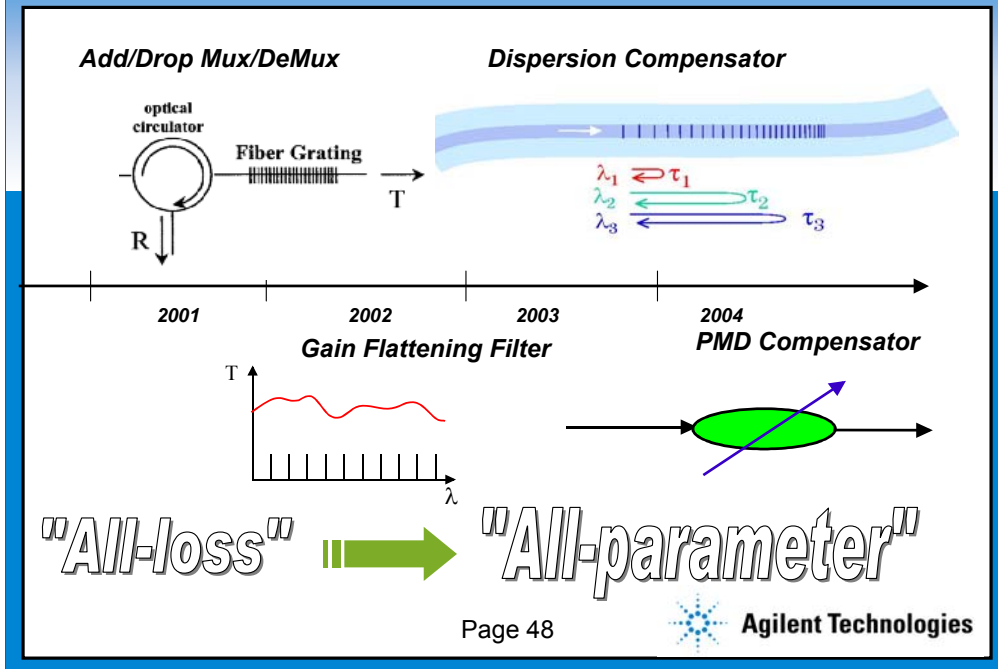 Add/Drop Mux/DeMux
Dispersion Compensator
optical
circulator
Fiber Grating
T
R
λ1 τ1
λ2 τ2
λ3 τ3
2001 2002 2003 2004
Gain Flattening Filter
PMD Compensator
T
λ
"All-loss" "All-parameter"
Page 48
Agilent Technologies